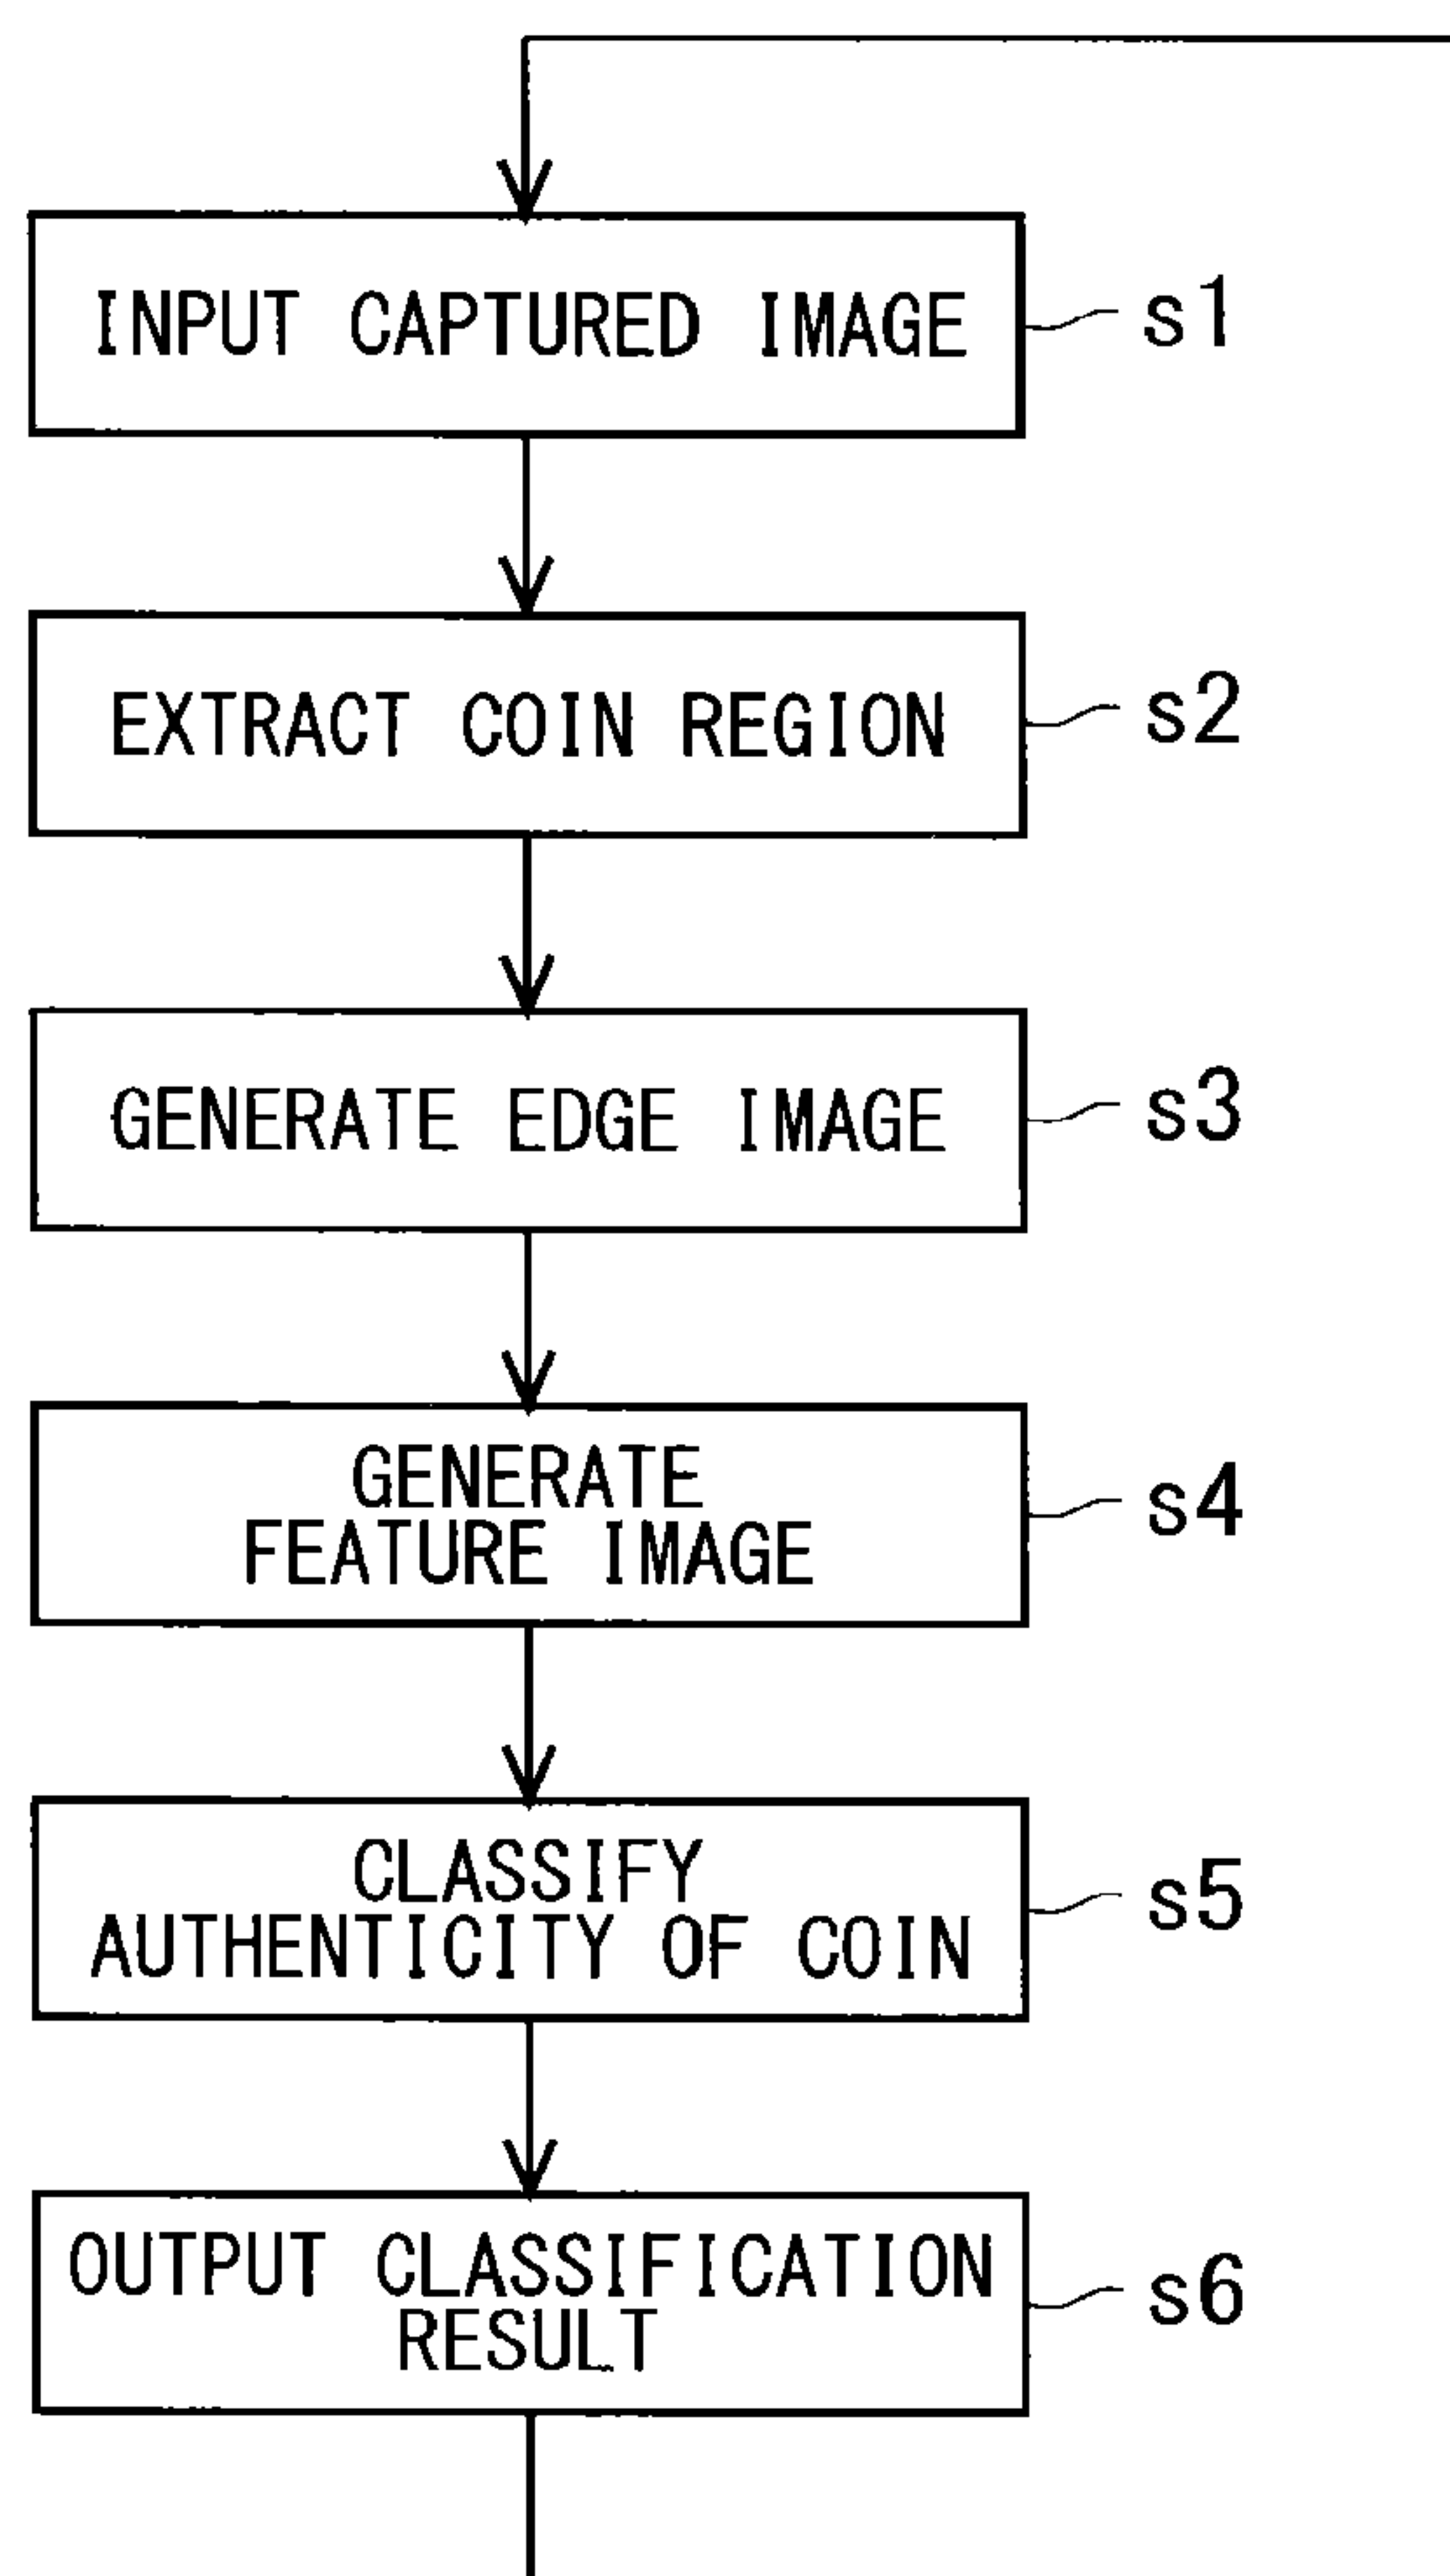 INPUT CAPTURED IMAGE
s1
EXTRACT COIN REGION
s2
GENERATE EDGE IMAGE
s3
GENERATE
FEATURE IMAGE
s4
CLASSIFY
AUTHENTICITY OF COIN
s5
OUTPUT CLASSIFICATION
RESULT
s6